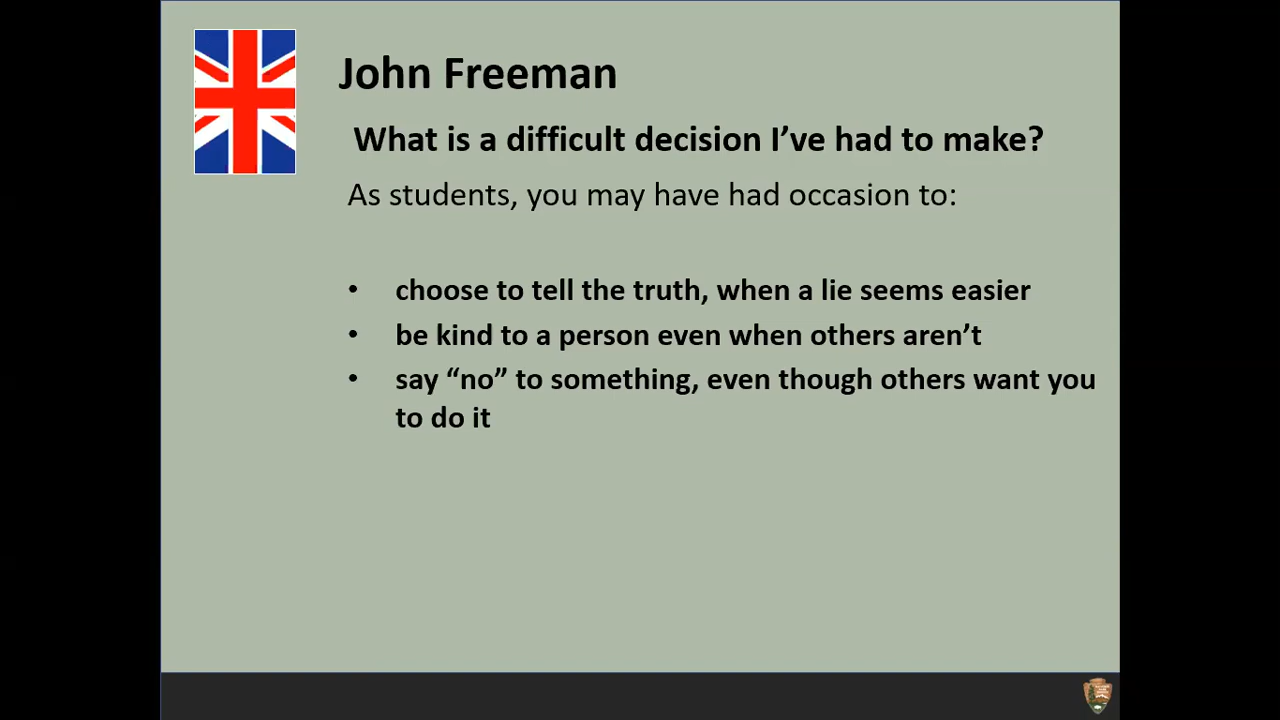 John Freeman
What is a difficult decision I’ve had to make?
As students, you may have had occasion to:
• choose to tell the truth, when a lie seems easier
• be kind to a person even when others aren’t
• say “no” to something, even though others want you
to do it